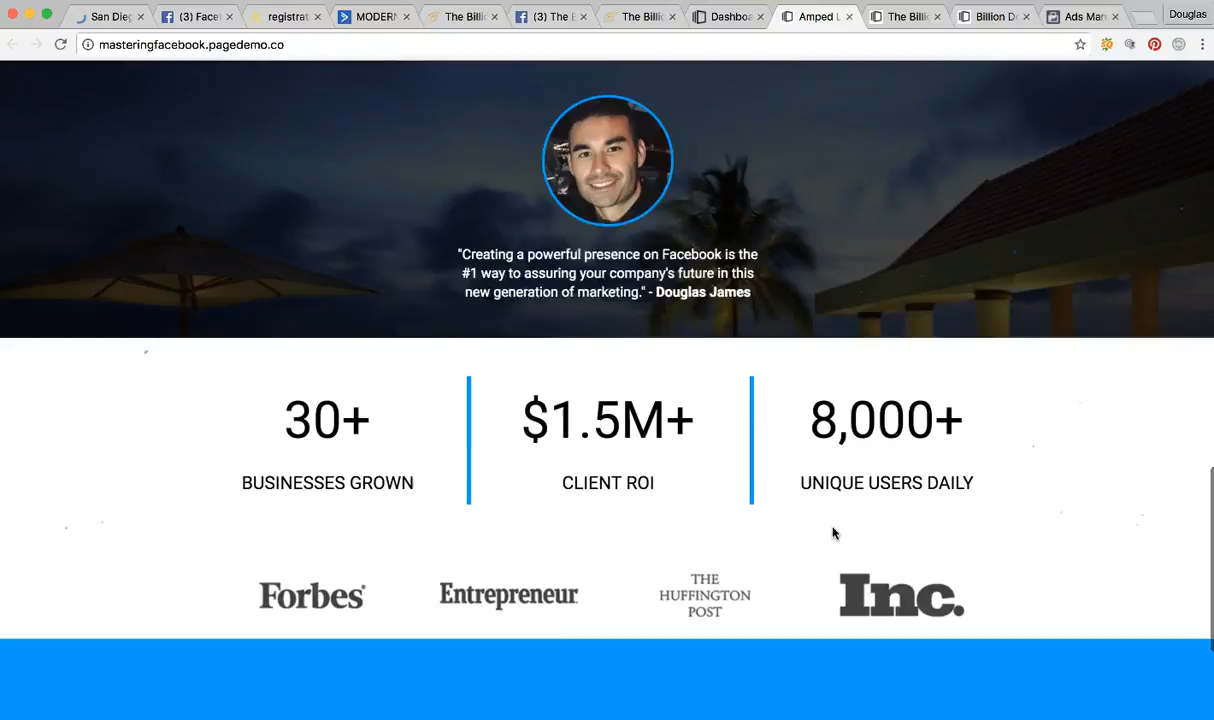 San Dieg
(3) Facel
registrat
MODERN
The Billic
(3) The E
The Billic
Dashboa
Amped L
The Billic
Billion Do
Ads Man
Douglas
masteringfacebook.pagedemo.co
"Creating a powerful presence on Facebook is the
#1 way to assuring your company's future in this
new generation of marketing." - Douglas James
30+
$1.5M+
8,000+
BUSINESSES GROWN
CLIENT ROI
UNIQUE USERS DAILY
Forbes
Entrepreneur
THE
HUFFINGTON
POST
Inc.